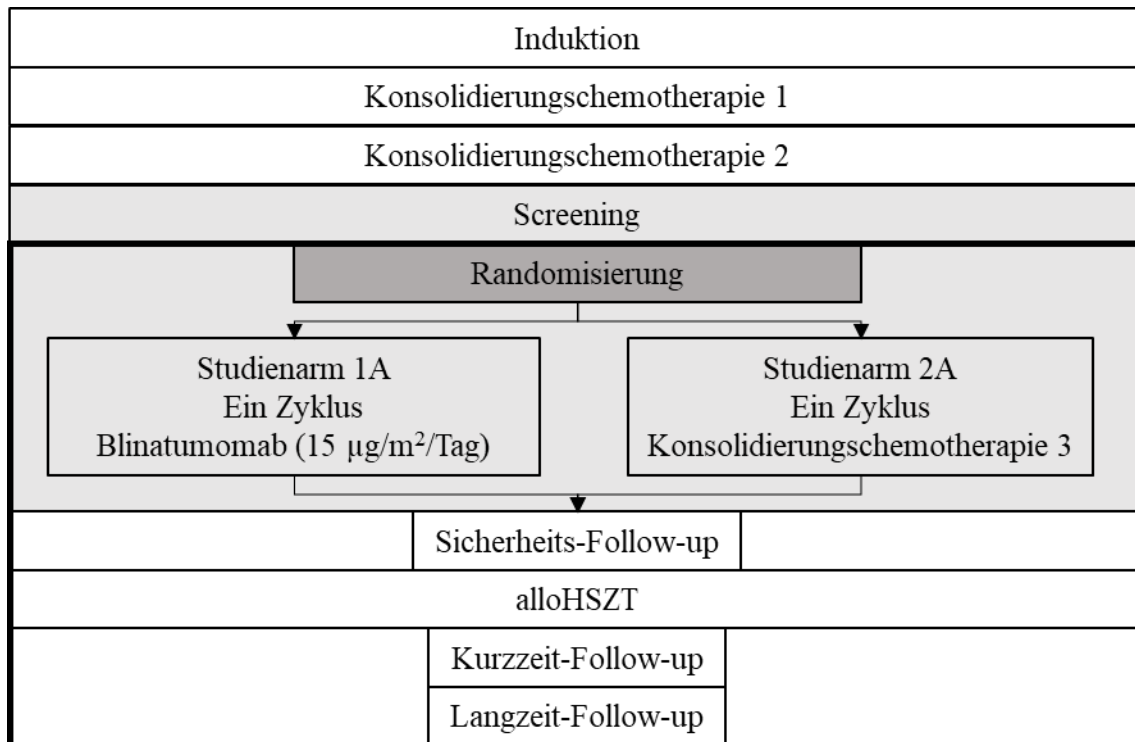 Induktion
Konsolidierungschemotherapie 1
Konsolidierungschemotherapie 2
Screening
Randomisierung
Studienarm 1A
Ein Zyklus
Blinatumomab (15 µg/m²/Tag)
Studienarm 2A
Ein Zyklus
Konsolidierungschemotherapie 3
Sicherheits-Follow-up
alloHSZT
Kurzzeit-Follow-up
Langzeit-Follow-up